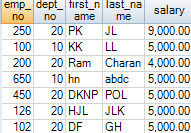 emp_no dept_no first_name last_name salary
250 20 PK JL 9,000.00
100 10 KK LL 5,000.00
200 20 Ram Charan 4,000.00
650 10 hn abdc 5,000.00
450 20 DKNP POL 5,000.00
126 20 HJL JLK 5,000.00
102 20 DF GH 5,000.00